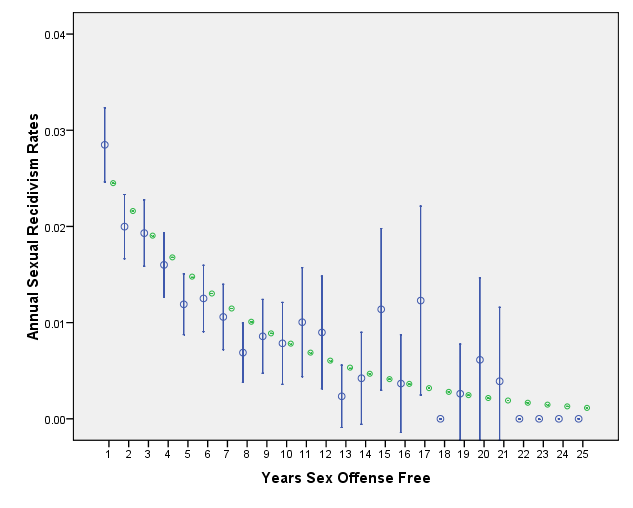 0.04
0.03
0.02
0.01
0.00
Annual Sexual Recidivism Rates
1 2 3 4 5 6 7 8 9 10 11 12 13 14 15 16 17 18 19 20 21 22 23 24 25
Years Sex Offense Free